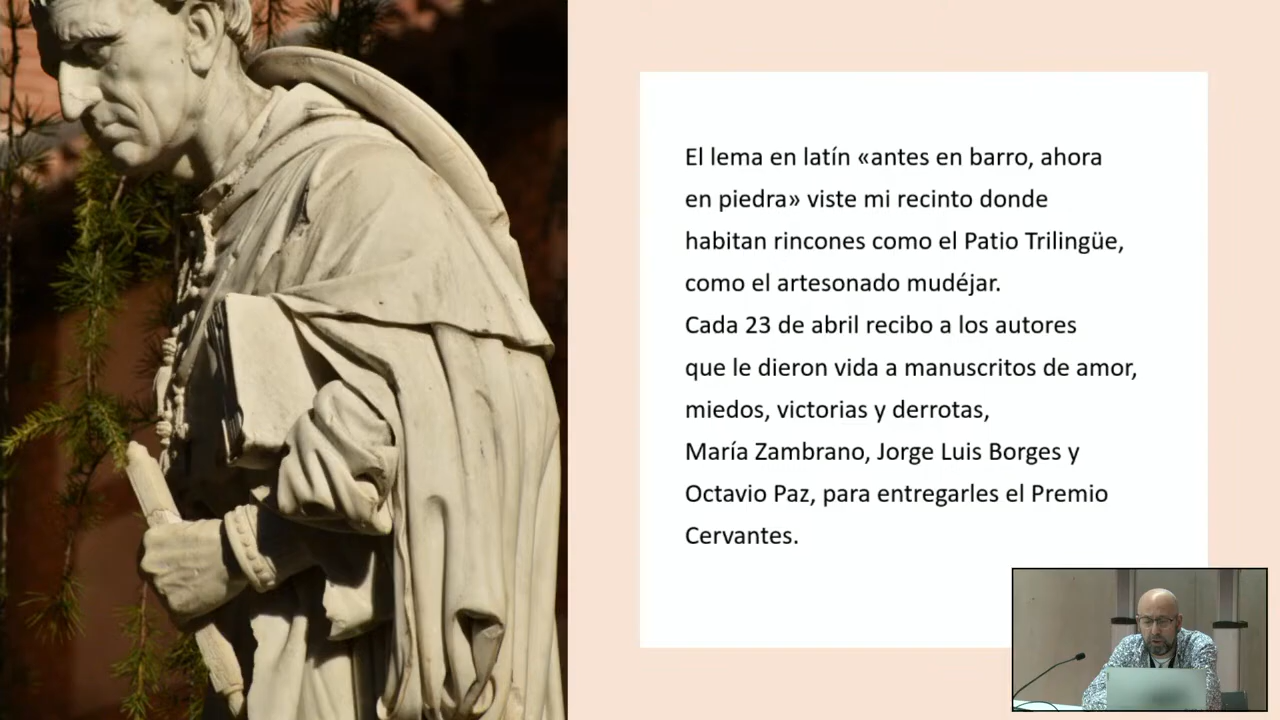 El lema en latín «antes en barro, ahora
en piedra» viste mi recinto donde
habitan rincones como el Patio Trilingüe,
como el artesonado mudéjar.
Cada 23 de abril recibo a los autores
que le dieron vida a manuscritos de amor,
miedos, victorias y derrotas,
María Zambrano, Jorge Luis Borges y
Octavio Paz, para entregarles el Premio
Cervantes.